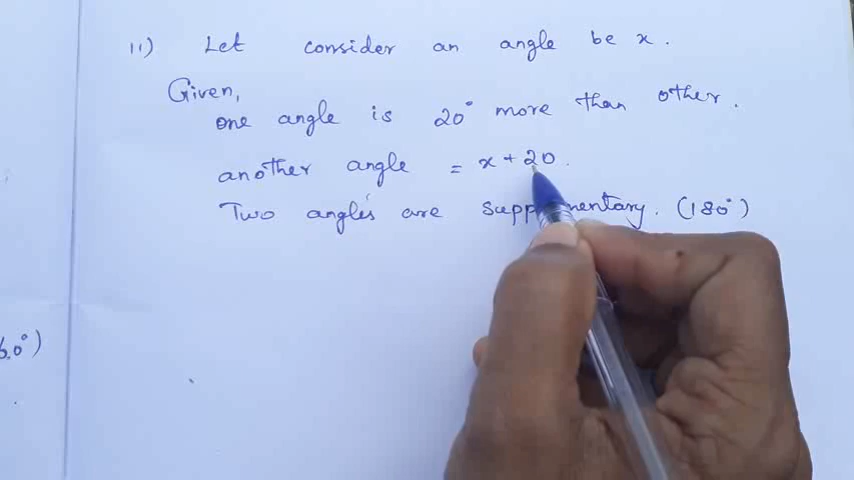 11) Let consider an angle be x.
Given,
one angle is 20° more than other.
another angle = x + 20.
Two angles are supplementary. (180°)
60°)